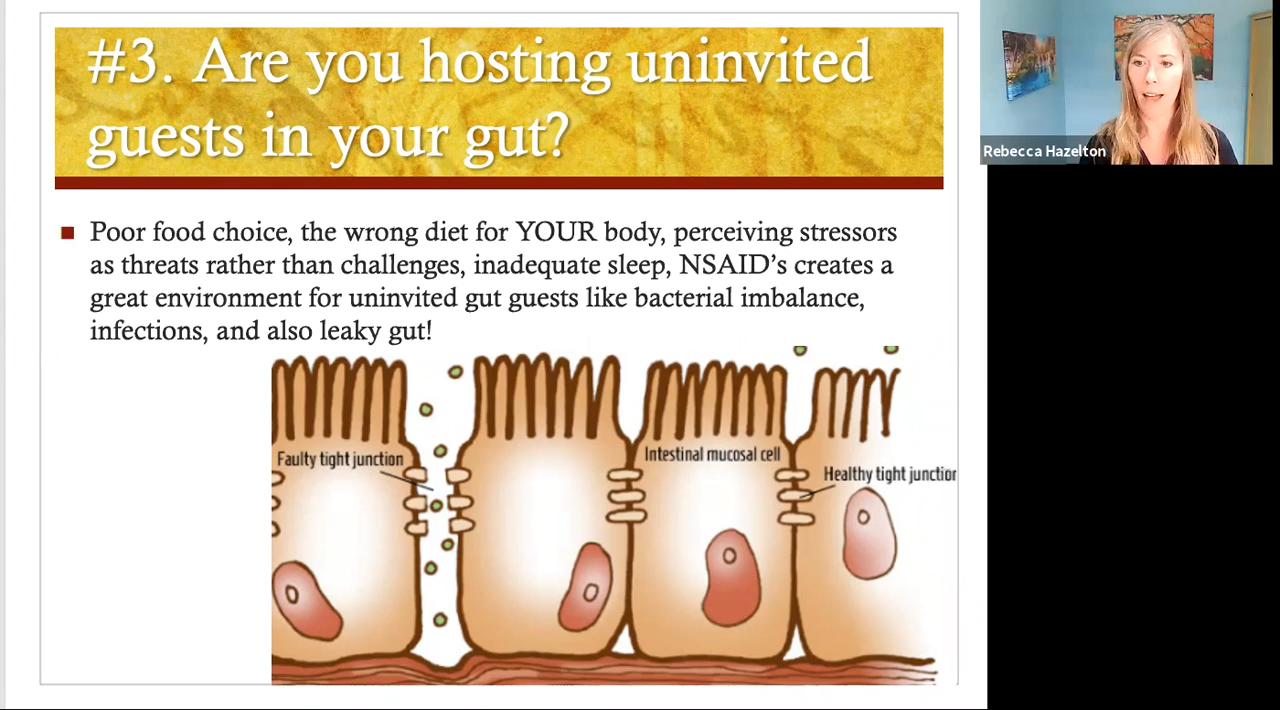 #3. Are you hosting uninvited
guests in your gut?
Poor food choice, the wrong diet for YOUR body, perceiving stressors
as threats rather than challenges, inadequate sleep, NSAID’s creates a
great environment for uninvited gut guests like bacterial imbalance,
infections, and also leaky gut!
Faulty tight junction
Intestinal mucosal cell
Healthy tight junction
Rebecca Hazelton